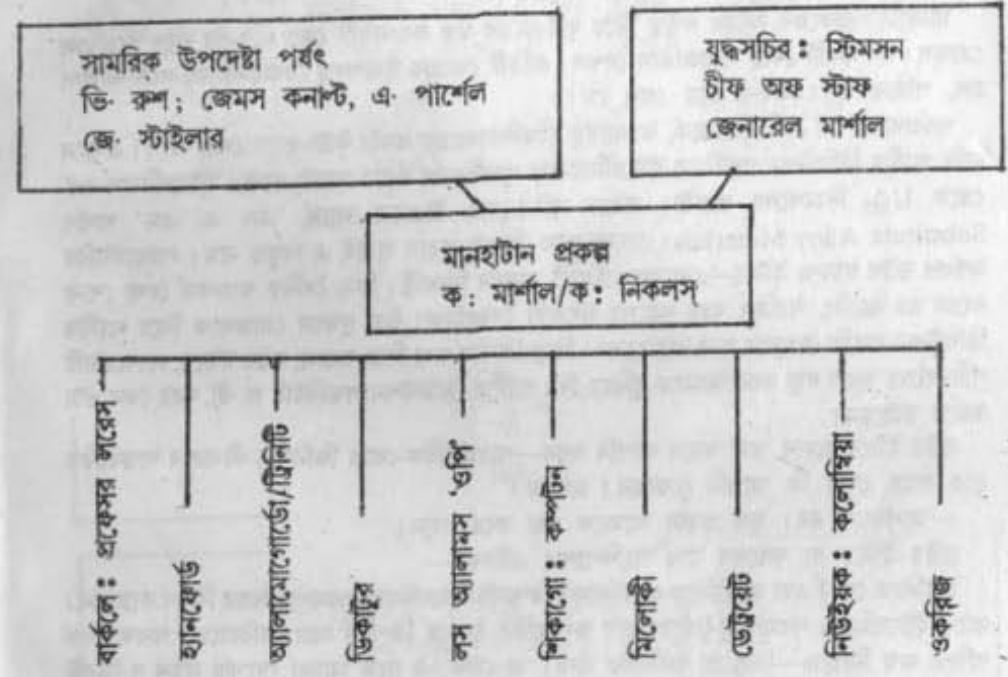 সামরিক উপদেষ্টা পর্ষৎ
ভি· রুশ; জেমস কনাণ্ট, এ· পার্শেল
জে· স্টাইলার
যুদ্ধসচিব: স্টিমসন
চীফ অফ স্টাফ
জেনারেল মার্শাল
মানহাটান প্রকল্প
ক: মার্শাল/ক: নিকলস্
বার্কলে: প্রফেসর লরেন্স
হ্যানফোর্ড
অ্যালামোগোর্ডো/ট্রিনিটি
ডিকাটুর
লস অ্যালামস 'ওপি'
শিকাগো: কম্পটন
মিলৌকী
ডেট্রয়েট
নিউইয়র্ক: কলোম্বিয়া
ওকরিজ